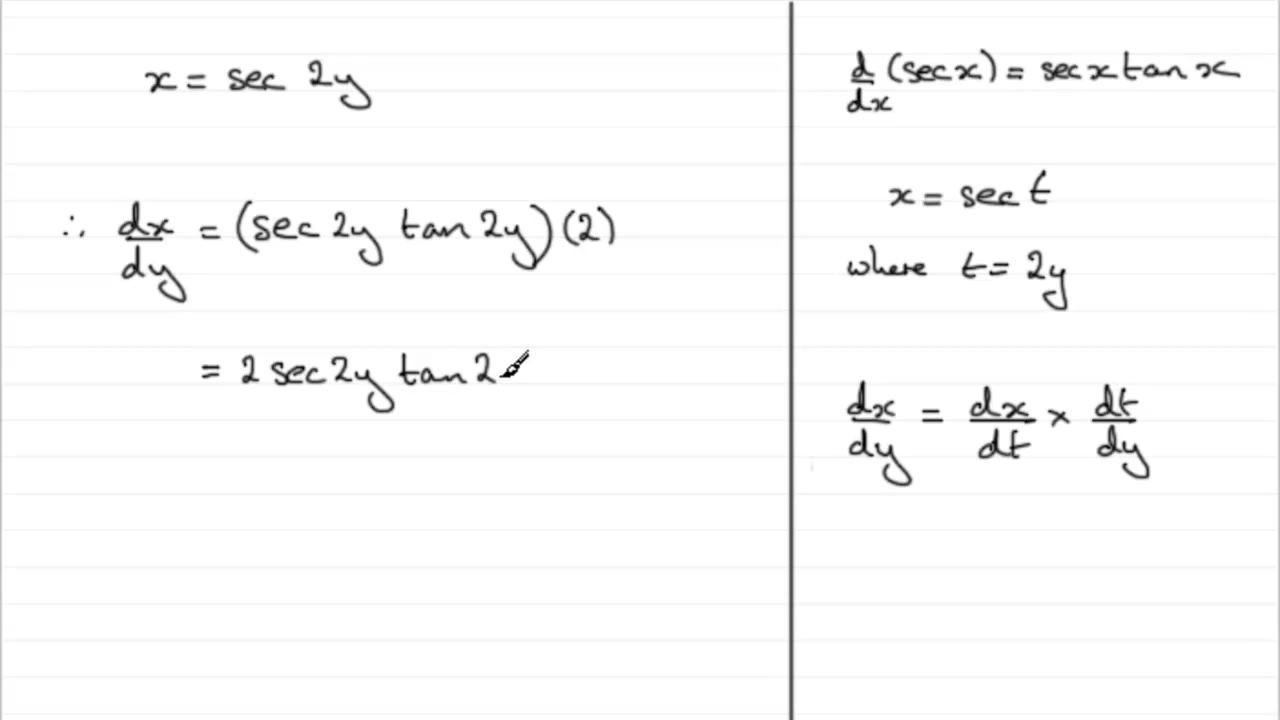 x = sec 2y
∴ dx/dy = (sec 2y tan 2y)(2)
= 2 sec 2y tan 2
d/dx (sec x) = sec x tan x
x = sec t
where t = 2y
dx/dy = dx/dt × dt/dy